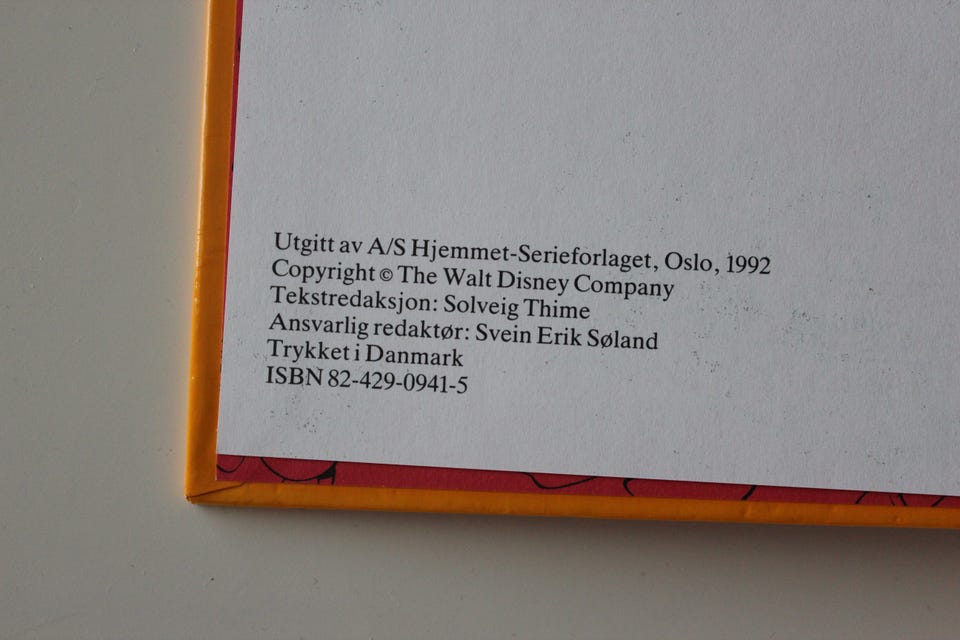 Utgitt av A/S Hjemmet-Serieforlaget, Oslo, 1992
Copyright © The Walt Disney Company
Tekstredaksjon: Solveig Thime
Ansvarlig redaktør: Svein Erik Søland
Trykket i Danmark
ISBN 82-429-0941-5